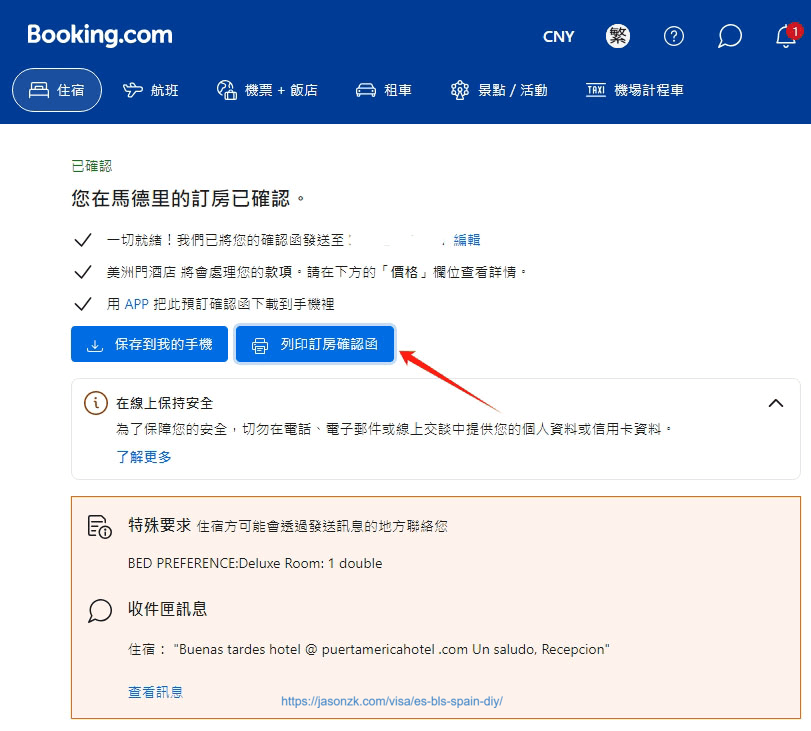 Booking.com
CNY
繁
1
住宿
航班
機票 + 飯店
租車
景點 / 活動
TAXI
機場計程車
已確認
您在馬德里的訂房已確認。
一切就緒！我們已將您的確認函發送至： 編輯
美洲門酒店 將會處理您的款項。請在下方的「價格」欄位查看詳情。
用 APP 把此預訂確認函下載到手機裡
保存到我的手機
列印訂房確認函
在線上保持安全
為了保障您的安全，切勿在電話、電子郵件或線上交談中提供您的個人資料或信用卡資料。
了解更多
特殊要求 住宿方可能會透過發送訊息的地方聯絡您
BED PREFERENCE:Deluxe Room: 1 double
收件匣訊息
住宿： "Buenas tardes hotel @ puertamericahotel .com Un saludo, Recepcion"
查看訊息
https://jasonzk.com/visa/es-bls-spain-diy/